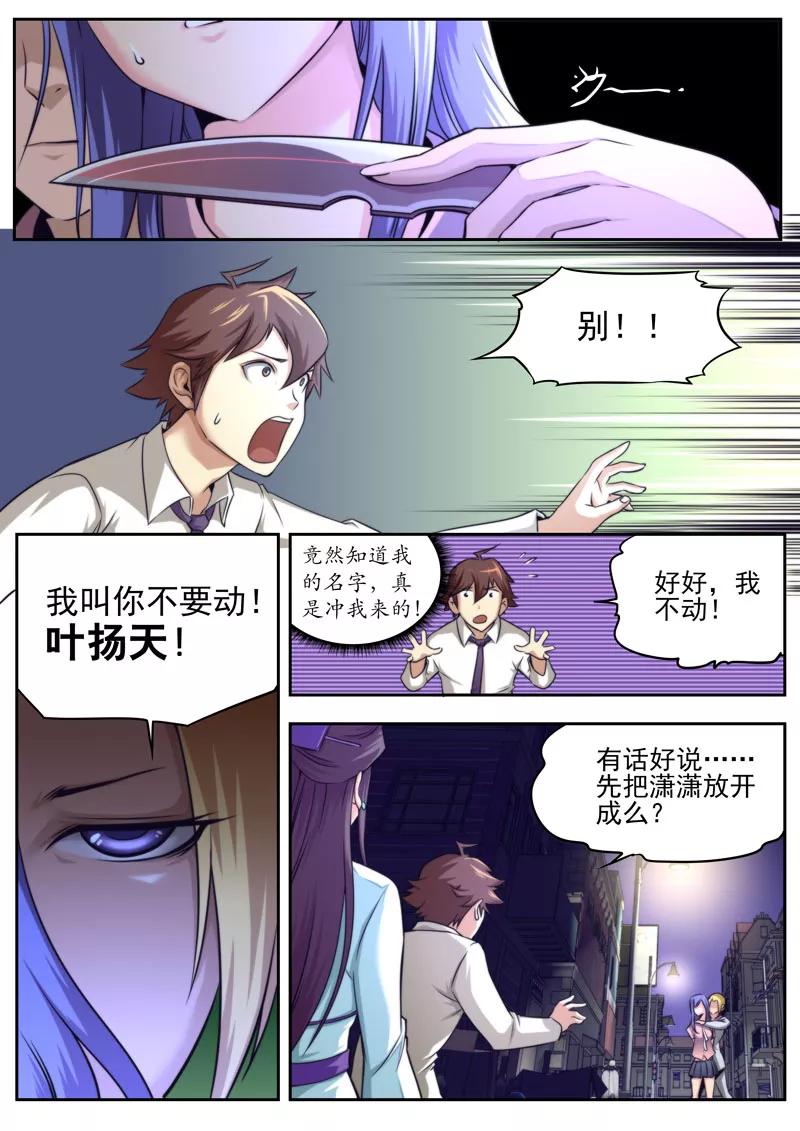 别！！
我叫你不要动！
叶扬天！
竟然知道我
的名字，真
是冲我来的！
好好，我
不动！
有话好说……
先把潇潇放开
成么？